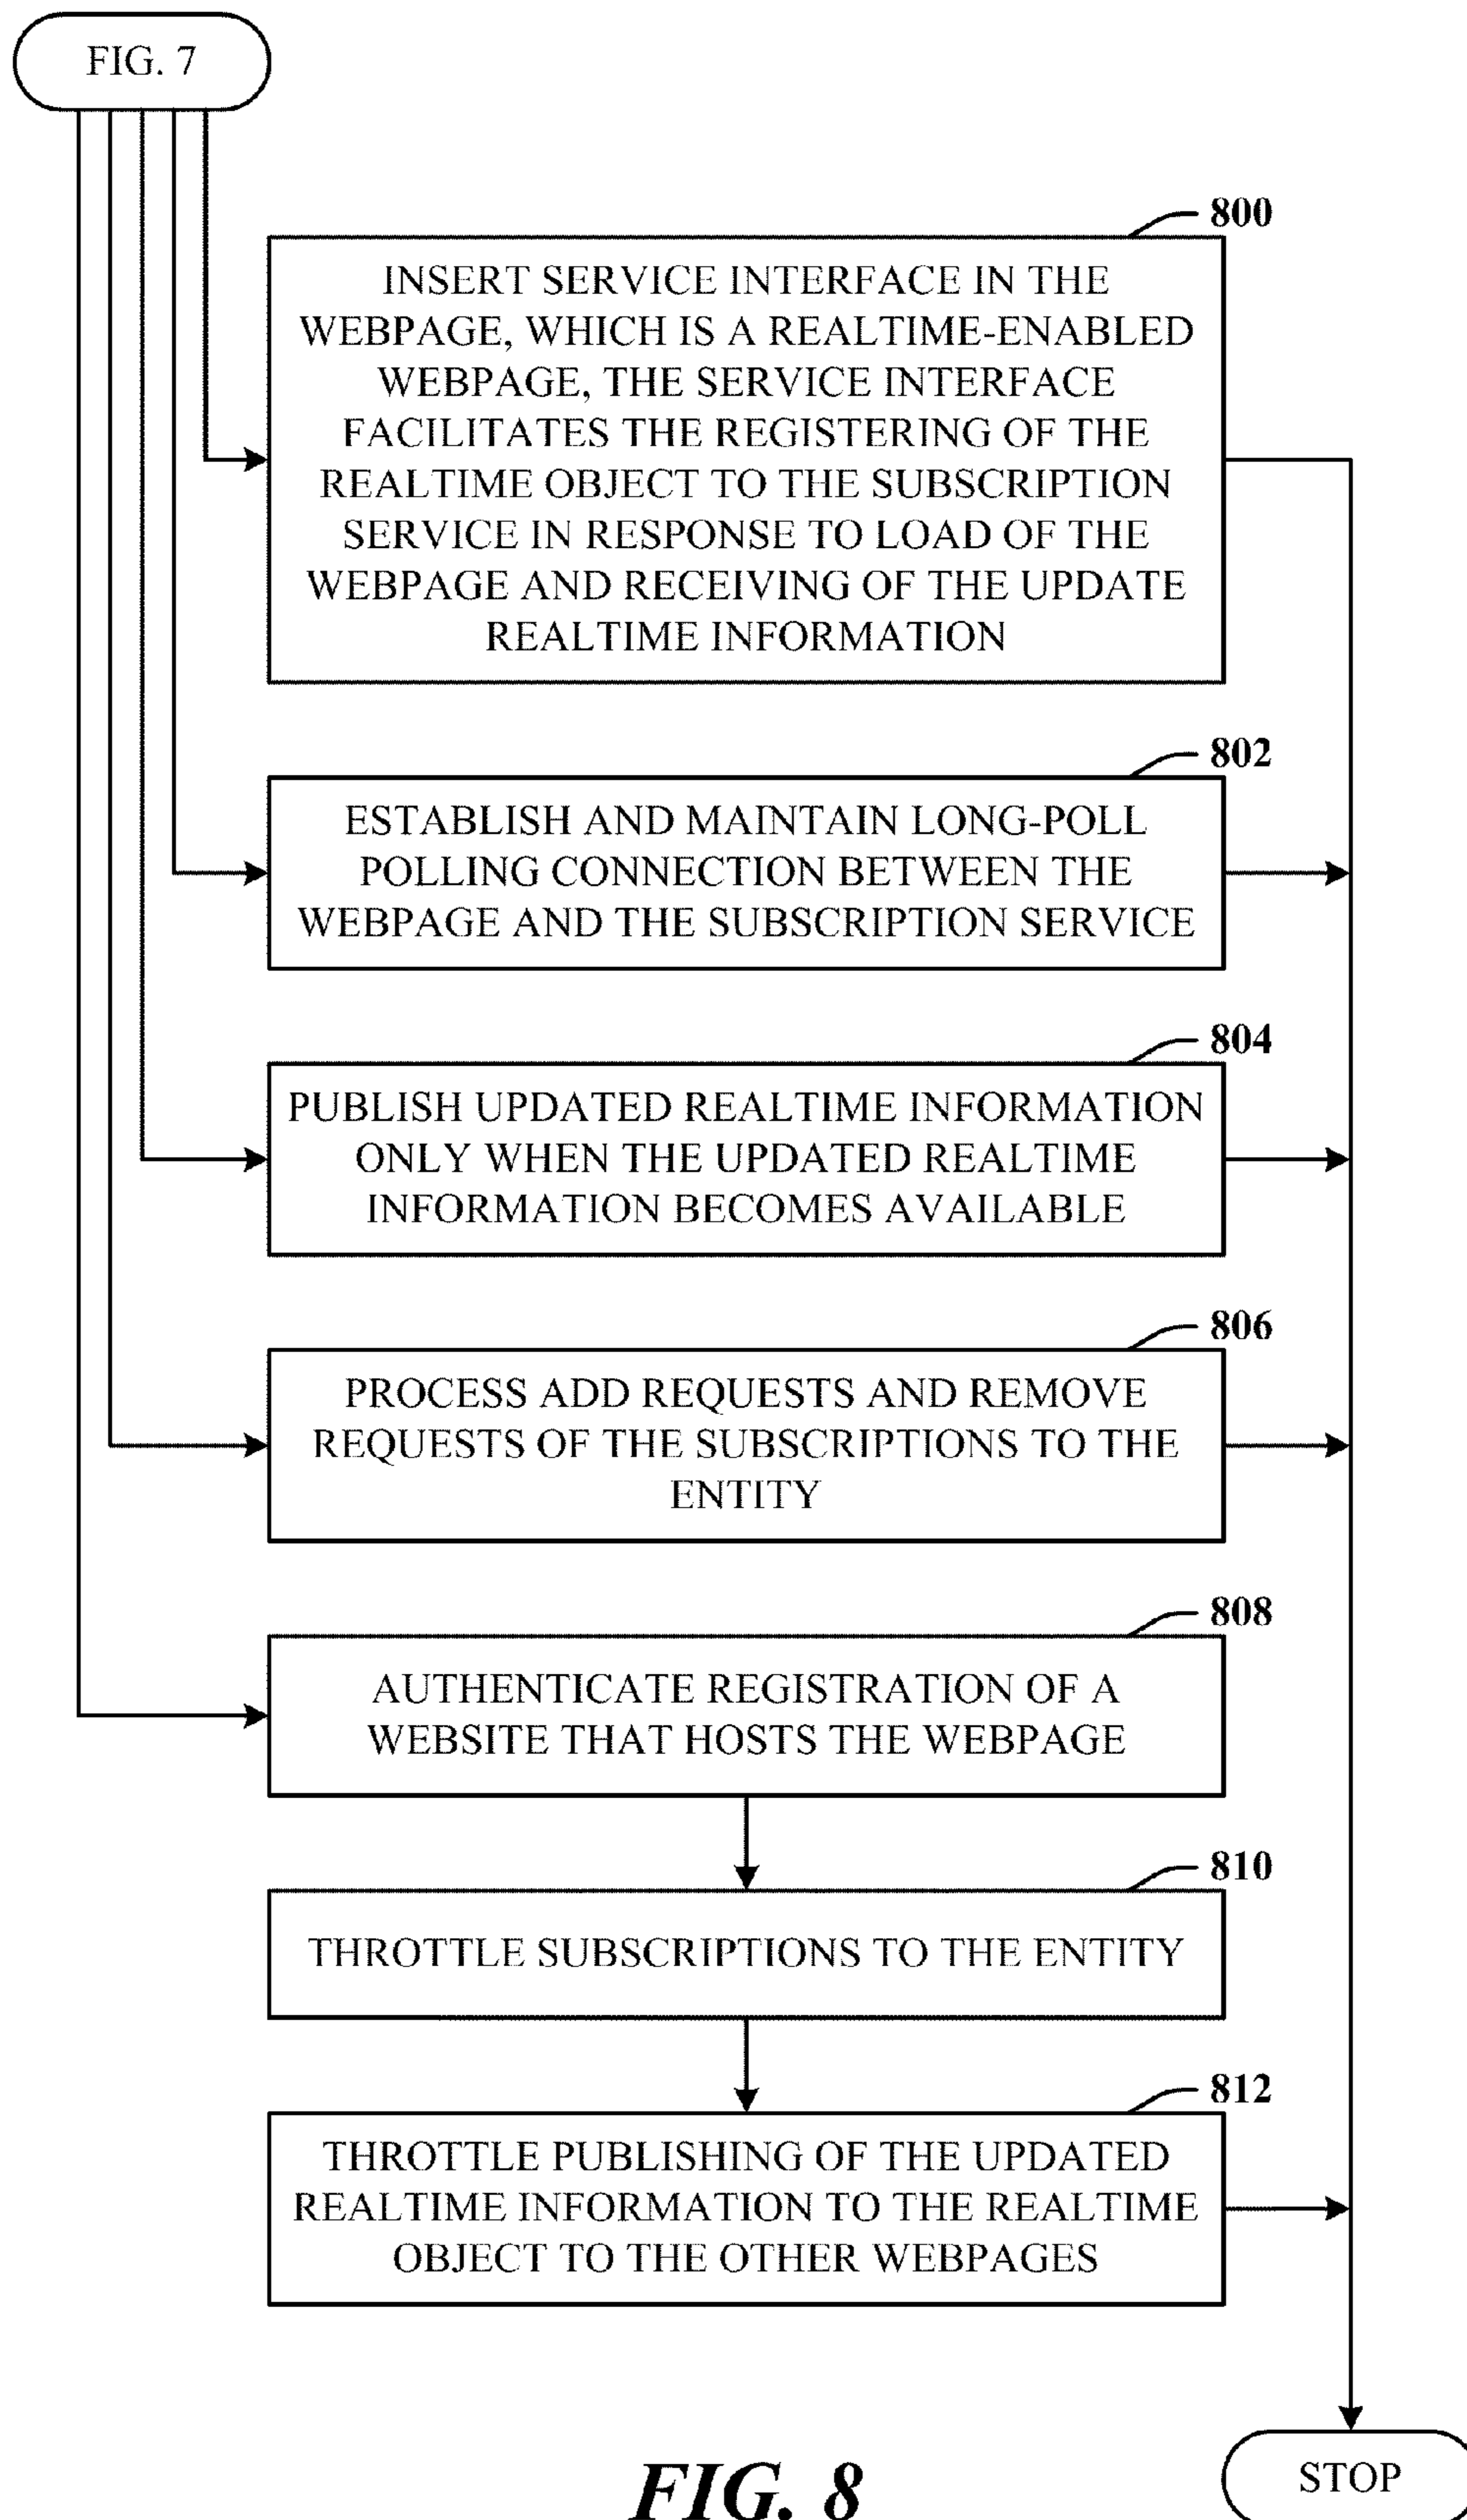 FIG. 7
800
INSERT SERVICE INTERFACE IN THE
WEBPAGE, WHICH IS A REALTIME-ENABLED
WEBPAGE, THE SERVICE INTERFACE
FACILITATES THE REGISTERING OF THE
REALTIME OBJECT TO THE SUBSCRIPTION
SERVICE IN RESPONSE TO LOAD OF THE
WEBPAGE AND RECEIVING OF THE UPDATE
REALTIME INFORMATION
802
ESTABLISH AND MAINTAIN LONG-POLL
POLLING CONNECTION BETWEEN THE
WEBPAGE AND THE SUBSCRIPTION SERVICE
804
PUBLISH UPDATED REALTIME INFORMATION
ONLY WHEN THE UPDATED REALTIME
INFORMATION BECOMES AVAILABLE
806
PROCESS ADD REQUESTS AND REMOVE
REQUESTS OF THE SUBSCRIPTIONS TO THE
ENTITY
808
AUTHENTICATE REGISTRATION OF A
WEBSITE THAT HOSTS THE WEBPAGE
810
THROTTLE SUBSCRIPTIONS TO THE ENTITY
812
THROTTLE PUBLISHING OF THE UPDATED
REALTIME INFORMATION TO THE REALTIME
OBJECT TO THE OTHER WEBPAGES
STOP
FIG. 8